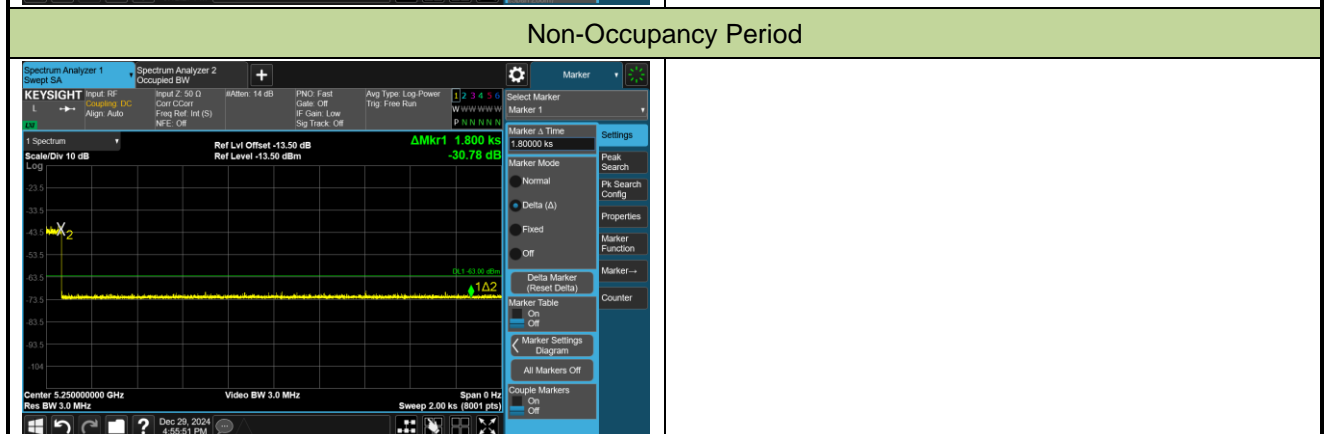 Non-Occupancy Period
Spectrum Analyzer 1
Swept SA
Spectrum Analyzer 2
Occupied BW
+
Marker
KEYSIGHT
L
Input: RF
Coupling: DC
Align: Auto
Input Z: 50 Ω
Corr CCorr
Freq Ref: Int (S)
NFE: Off
#Atten: 14 dB
PNO: Fast
Gate: Off
IF Gain: Low
Sig Track: Off
Avg Type: Log-Power
Trig: Free Run
1 2 3 4 5 6
W W W W W W
P N N N N N
Select Marker
Marker 1
1 Spectrum
Scale/Div 10 dB
Log
Ref Lvl Offset -13.50 dB
Ref Level -13.50 dBm
ΔMkr1 1.800 ks
-30.78 dB
-23.5
-33.5
-43.5
-53.5
-63.5
-73.5
-83.5
-93.5
-104
X2
DL1 -63.00 dBm
1Δ2
Center 5.250000000 GHz
Res BW 3.0 MHz
Video BW 3.0 MHz
Span 0 Hz
Sweep 2.00 ks (8001 pts)
Marker Δ Time
1.80000 ks
Marker Mode
Normal
Delta (Δ)
Fixed
Off
Delta Marker
(Reset Delta)
Marker Table
On
Off
Marker Settings
Diagram
All Markers Off
Couple Markers
On
Off
Settings
Peak
Search
Pk Search
Config
Properties
Marker
Function
Marker→
Counter
?
Dec 29, 2024
4:55:51 PM